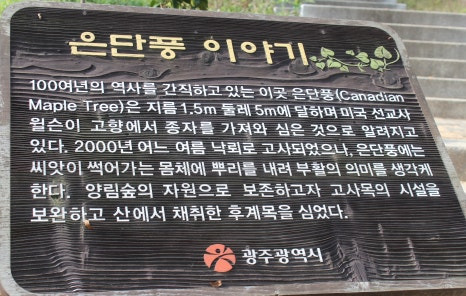 은단풍 이야기
100여년의 역사를 간직하고 있는 이곳 은단풍(Canadian
Maple Tree)은 지름 1.5m 둘레 5m에 달하며 미국 선교사
윌슨이 고향에서 종자를 가져와 심은 것으로 알려지고
있다. 2000년 어느 여름 낙뢰로 고사되었으나, 은단풍에는
씨앗이 썩어가는 몸체에 뿌리를 내려 부활의 의미를 생각케
한다. 양림숲의 자원으로 보존하고자 고사목의 시설을
보완하고 산에서 채취한 후계목을 심었다.
광주광역시